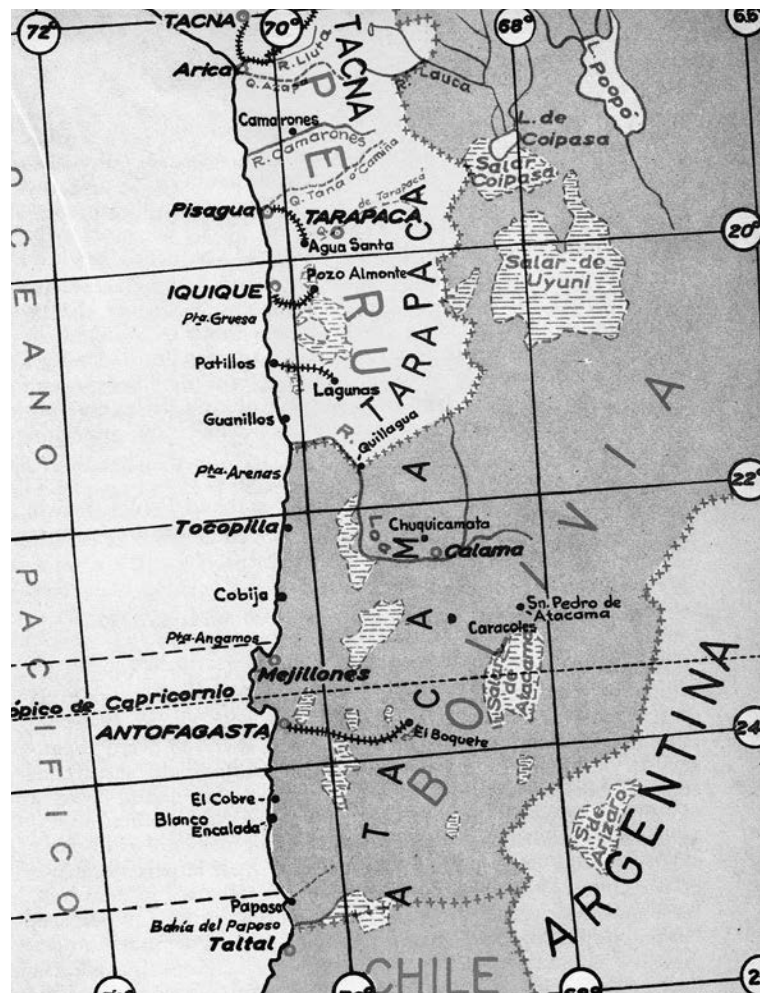 72°
TACNA
70°
68°
66°
R. Lluta
TACNA
Arica
Q. Azapa
R. Lauca
L. Poopó
Camarones
L. de
Coipasa
R. Camarones
Salar
Coipasa
Q. Tana o Camiña
Pisagua
Q. de Tarapacá
TARAPACA
Agua Santa
20°
Salar de
Uyuni
Pozo Almonte
IQUIQUE
Pta. Gruesa
PERU
TARAPACA
Patillos
Lagunas
Guanillos
R.
Quillagua
Pta. Arenas
22°
Tocopilla
Loa
Chuquicamata
Calama
Cobija
Sn. Pedro de
Atacama
Caracoles
Pta. Angamos
Mejillones
Salar
de
Atacama
ópico de Capricornio
ANTOFAGASTA
El Boquete
24°
OCEANO PACIFICO
ATACAMA
BOLIVIA
ARGENTINA
El Cobre
Blanco
Encalada
S. de
Arizaro
Paposo
Bahía del Paposo
Taltal
CHILE